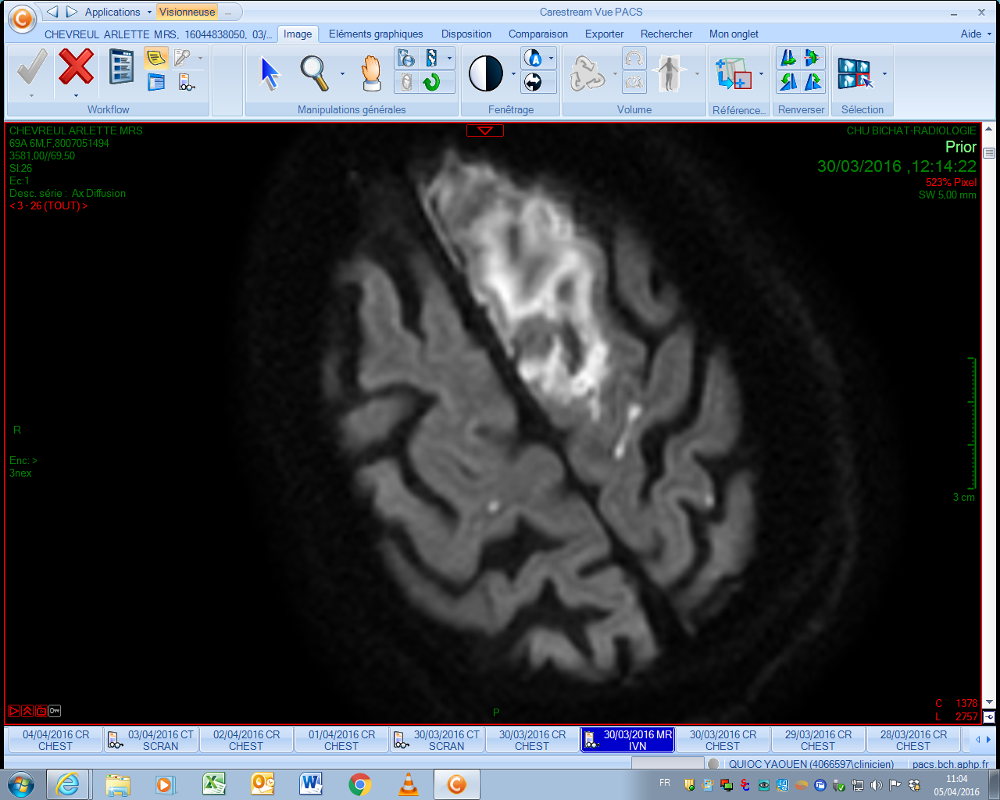 Carestream Vue PACS
Applications Visionneuse
CHEVREUL ARLETTE MRS, 16044838050, 03/... Image Eléments graphiques Disposition Comparaison Exporter Rechercher Mon onglet Aide
Workflow Manipulations générales Fenêtrage Volume Référence... Renverser Sélection
CHEVREUL ARLETTE MRS
69A 6M,F,8007051494
3581,00//69,50
SI:26
Ec:1
Desc. série : Ax Diffusion
< 3 - 26 (TOUT) >
CHU BICHAT-RADIOLOGIE
Prior
30/03/2016 ,12:14:22
523% Pixel
SW 5,00 mm
R
Enc: >
3nex
3 cm
P
C 1378
L 2757
04/04/2016 CR CHEST
03/04/2016 CT SCRAN
02/04/2016 CR CHEST
01/04/2016 CR CHEST
30/03/2016 CT SCRAN
30/03/2016 CR CHEST
30/03/2016 MR IVN
30/03/2016 CR CHEST
29/03/2016 CR CHEST
28/03/2016 CR CHEST
QUIOC YAOUEN (4066597\clinicien) pacs.bch.aphp.fr
FR
11:04
05/04/2016